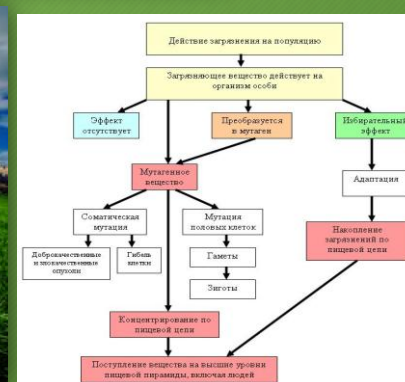 Действие загрязнения на популяцию
Загрязняющее вещество действует на
организм особи
Эффект
отсутствует
Преобразуется
в мутаген
Избирательный
эффект
Мутагенное
вещество
Адаптация
Соматическая
мутация
Мутация
половых клеток
Накопление
загрязнений по
пищевой цепи
Доброкачественные
и злокачественные
опухоли
Гибель
клетки
Гаметы
Зиготы
Концентрирование по
пищевой цепи
Поступление вещества на высшие уровни
пищевой пирамиды, включая людей